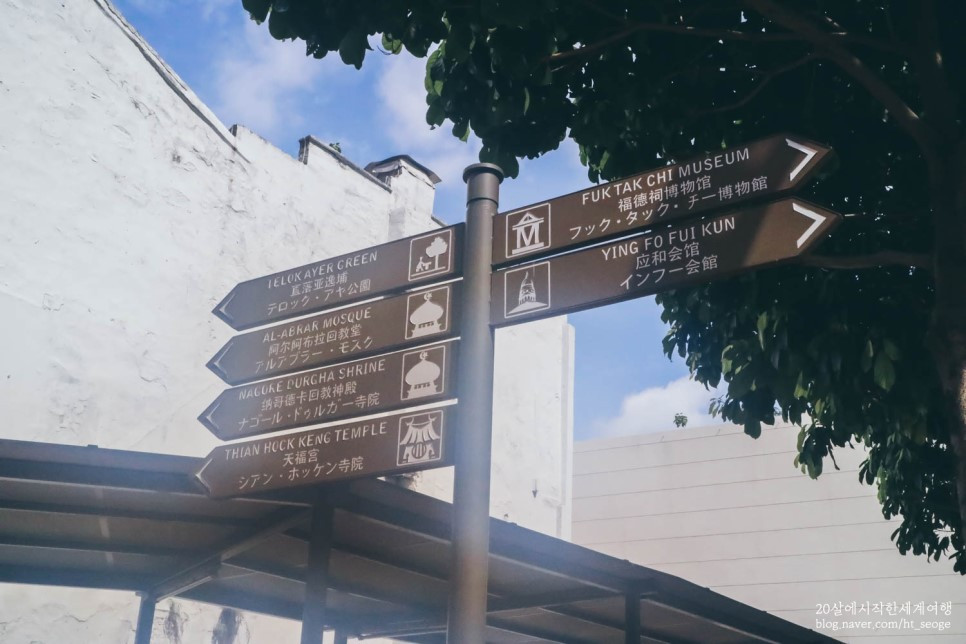 FUK TAK CHI MUSEUM
福德祠博物馆
フック・タック・チー博物館
YING FO FUI KUN
应和会馆
インフー会館
TELOK AYER GREEN
直落亚逸埔
テロック・アヤ公園
AL-ABRAR MOSQUE
阿尔阿布拉回教堂
アルアブラー・モスク
NAGORE DURGHA SHRINE
纳哥德卡回教神殿
ナゴール・ドゥルガー寺院
THIAN HOCK KENG TEMPLE
天福宫
シアン・ホッケン寺院
20살에시작한세계여행
blog.naver.com/ht_seoge